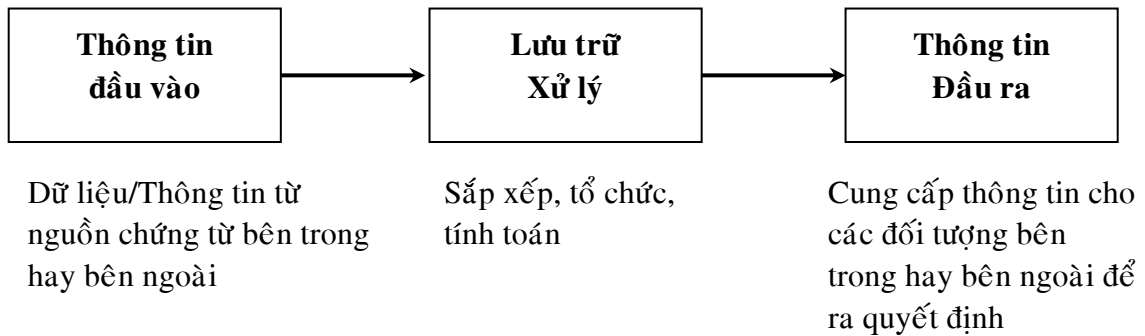 Thông tin
đầu vào
Lưu trữ
Xử lý
Thông tin
Đầu ra
Dữ liệu/Thông tin từ
nguồn chứng từ bên trong
hay bên ngoài
Sắp xếp, tổ chức,
tính toán
Cung cấp thông tin cho
các đối tượng bên
trong hay bên ngoài để
ra quyết định